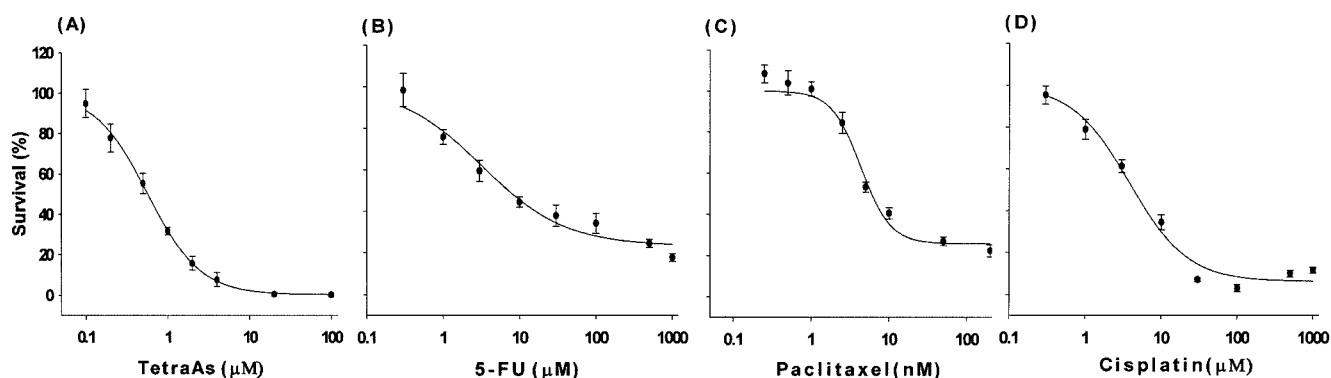 (A) (B) (C) (D)
120
100
80
60
40
20
0
Survival (%)
0.1 1 10 100 0.1 1 10 100 1000 0.1 1 10 100 0.1 1 10 100 1000
TetraAs (μM) 5-FU (μM) Paclitaxel(nM) Cisplatin(μM)